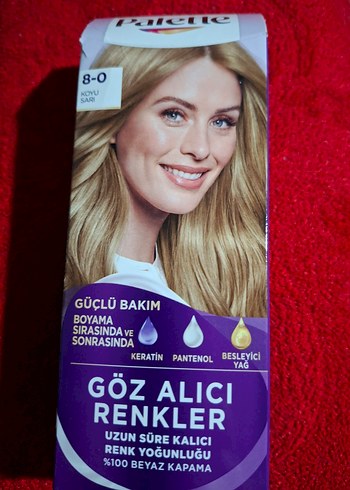 Palette
8-0
KOYU
SARI
GÜÇLÜ BAKIM
BOYAMA
SIRASINDA VE
SONRASINDA
KERATİN PANTENOL BESLEYİCİ
YAĞ
GÖZ ALICI
RENKLER
UZUN SÜRE KALICI
RENK YOĞUNLUĞU
%100 BEYAZ KAPAMA